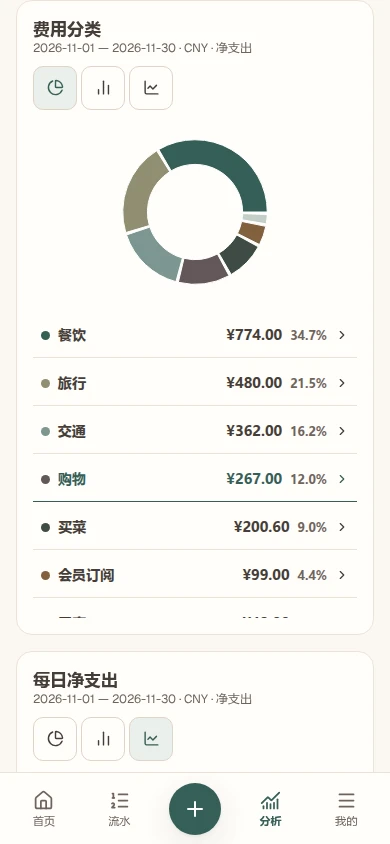 费用分类
2026-11-01 — 2026-11-30 · CNY · 净支出
餐饮 ¥774.00 34.7%
旅行 ¥480.00 21.5%
交通 ¥362.00 16.2%
购物 ¥267.00 12.0%
买菜 ¥200.60 9.0%
会员订阅 ¥99.00 4.4%
每日净支出
2026-11-01 — 2026-11-30 · CNY · 净支出
首页 流水 分析 我的